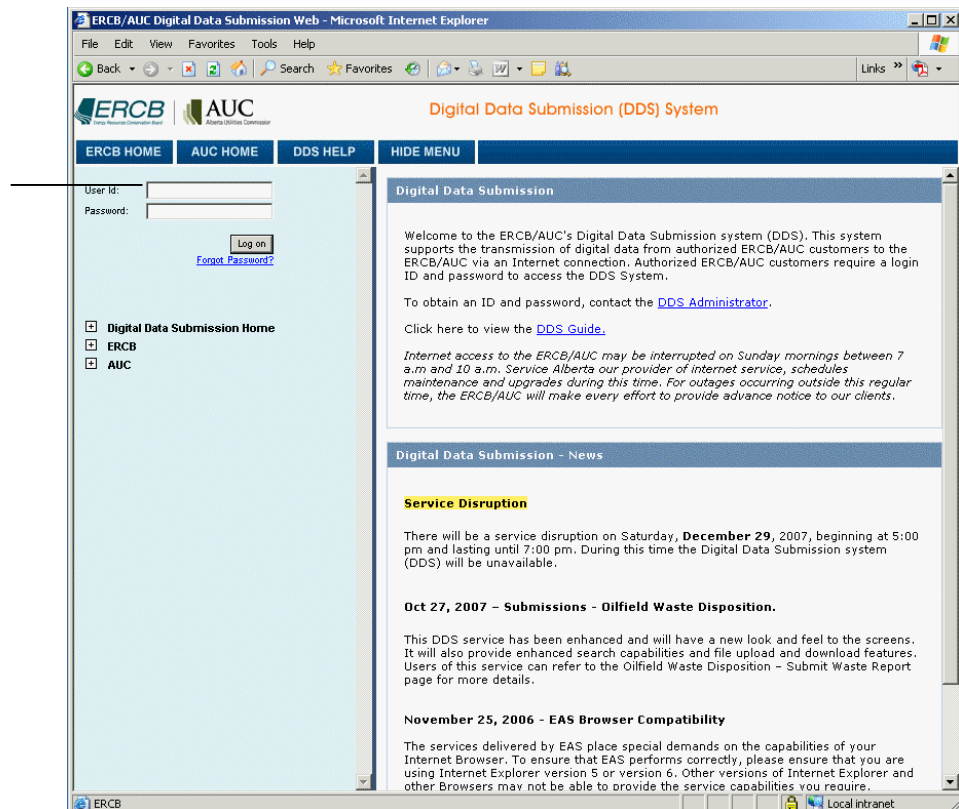 ERCB/AUC Digital Data Submission Web - Microsoft Internet Explorer
File Edit View Favorites Tools Help
Back Search Favorites Links »
ERCB
Energy Resources Conservation Board
AUC
Alberta Utilities Commission
Digital Data Submission (DDS) System
ERCB HOME AUC HOME DDS HELP HIDE MENU
User Id:
Password:
Log on
Forgot Password?
Digital Data Submission Home
ERCB
AUC
Digital Data Submission
Welcome to the ERCB/AUC's Digital Data Submission system (DDS). This system
supports the transmission of digital data from authorized ERCB/AUC customers to the
ERCB/AUC via an Internet connection. Authorized ERCB/AUC customers require a login
ID and password to access the DDS System.
To obtain an ID and password, contact the DDS Administrator.
Click here to view the DDS Guide.
Internet access to the ERCB/AUC may be interrupted on Sunday mornings between 7
a.m and 10 a.m. Service Alberta our provider of internet service, schedules
maintenance and upgrades during this time. For outages occurring outside this regular
time, the ERCB/AUC will make every effort to provide advance notice to our clients.
Digital Data Submission - News
Service Disruption
There will be a service disruption on Saturday, December 29, 2007, beginning at 5:00
pm and lasting until 7:00 pm. During this time the Digital Data Submission system
(DDS) will be unavailable.
Oct 27, 2007 – Submissions - Oilfield Waste Disposition.
This DDS service has been enhanced and will have a new look and feel to the screens.
It will also provide enhanced search capabilities and file upload and download features.
Users of this service can refer to the Oilfield Waste Disposition – Submit Waste Report
page for more details.
November 25, 2006 - EAS Browser Compatibility
The services delivered by EAS place special demands on the capabilities of your
Internet Browser. To ensure that EAS performs correctly, please ensure that you are
using Internet Explorer version 5 or version 6. Other versions of Internet Explorer and
other Browsers may not be able to provide the service capabilities you require.
ERCB Local intranet